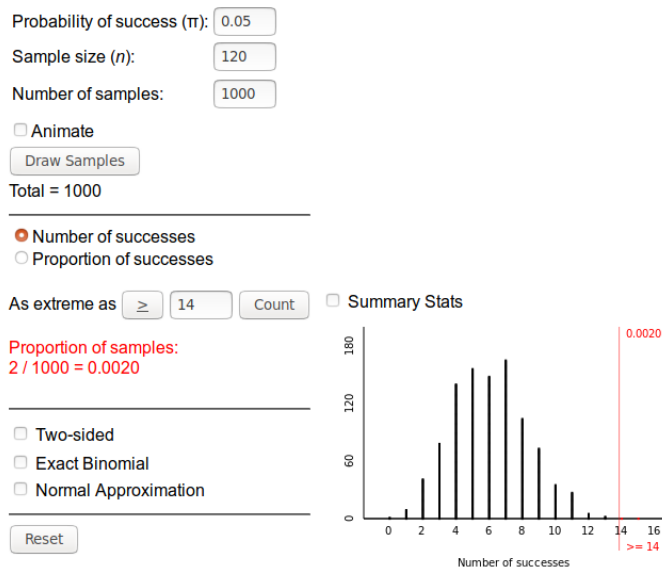 Probability of success (π): 0.05
Sample size (n): 120
Number of samples: 1000
Animate
Draw Samples
Total = 1000
Number of successes
Proportion of successes
As extreme as ≥ 14 Count
Summary Stats
Proportion of samples:
2 / 1000 = 0.0020
Two-sided
Exact Binomial
Normal Approximation
Reset
0.0020
180
120
60
0
0 2 4 6 8 10 12 14 16
>= 14
Number of successes